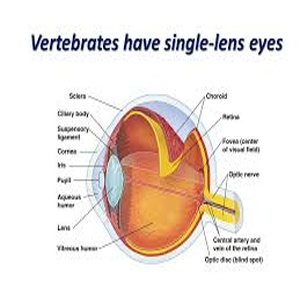 Vertebrates have single-lens eyes
Sclera
Ciliary body
Suspensory
ligament
Cornea
Iris
Pupil
Aqueous
humor
Lens
Vitreous humor
Choroid
Retina
Fovea (center
of visual field)
Optic nerve
Central artery and
vein of the retina
Optic disc (blind spot)